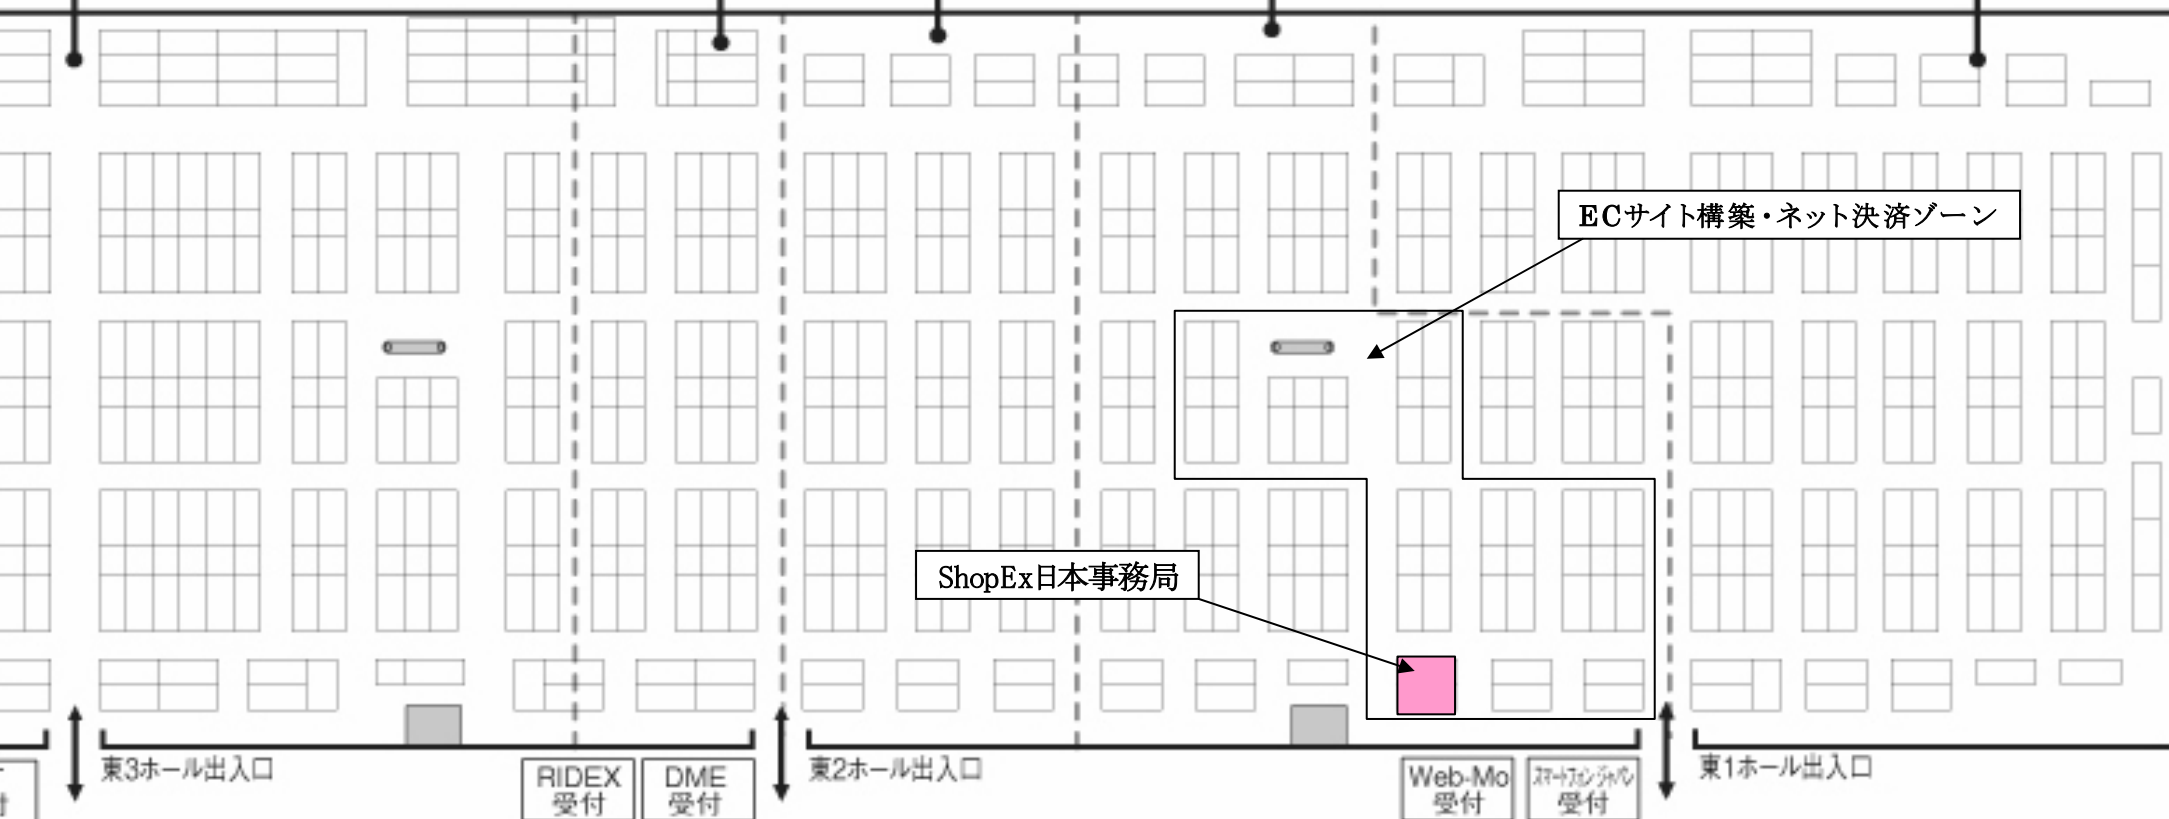 ECサイト構築・ネット決済ゾーン
ShopEx日本事務局
東3ホール出入口
東2ホール出入口
東1ホール出入口
RIDEX
受付
DME
受付
Web-Mo
受付
スマートフォンジャパン
受付